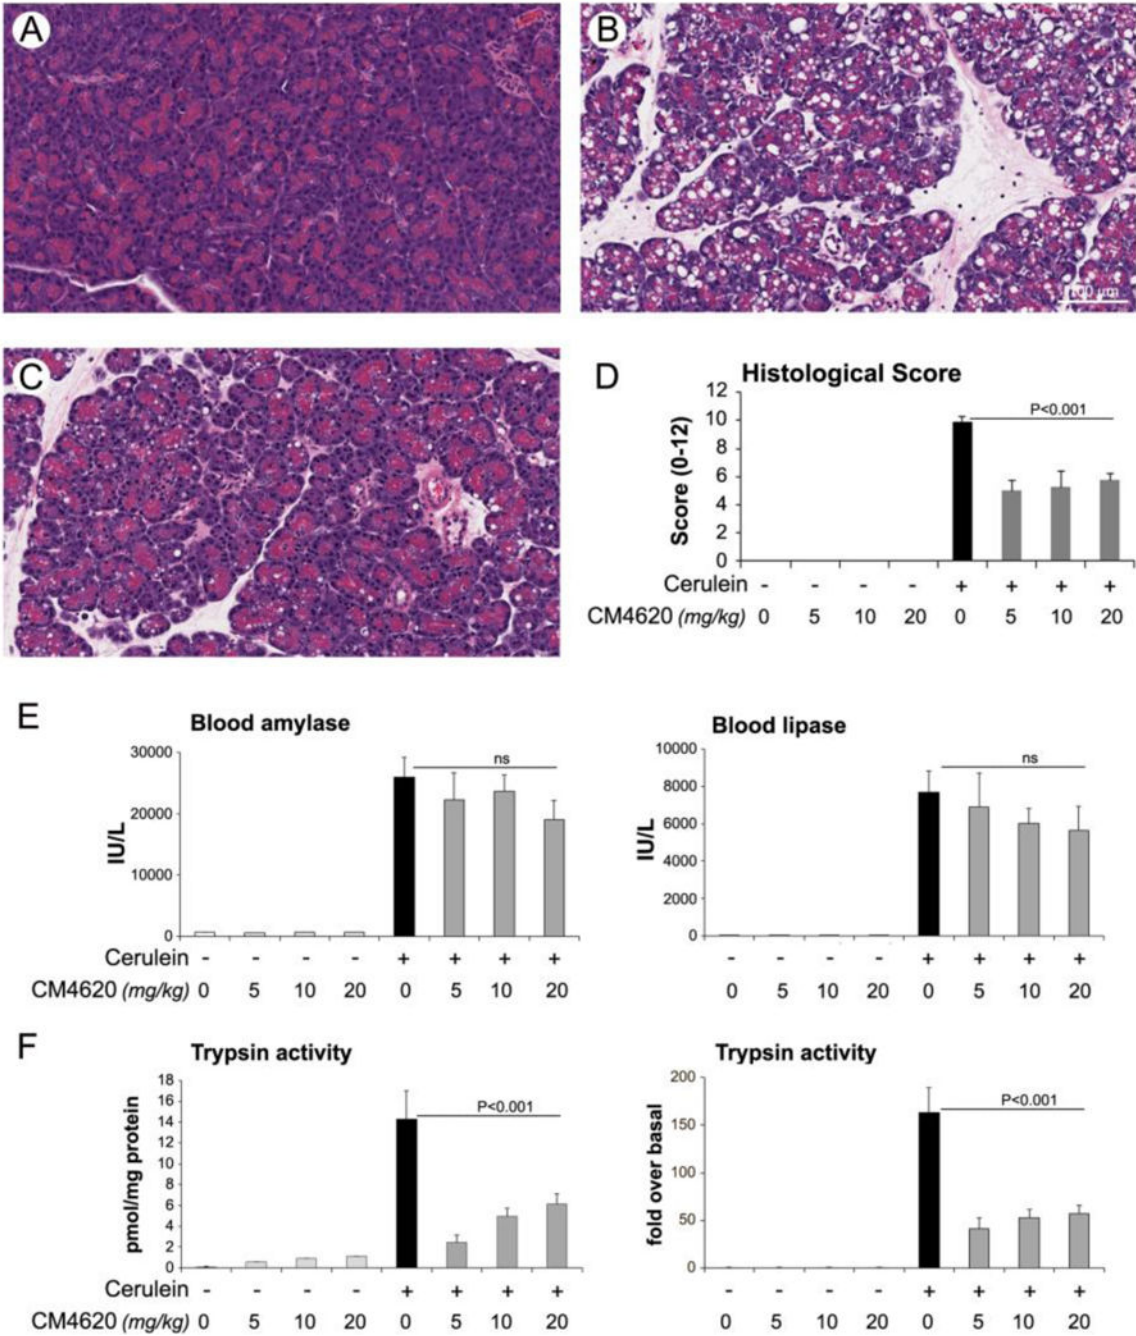 A
B
100 µm
C
D
Histological Score
Score (0-12)
12
10
8
6
4
2
0
P<0.001
Cerulein - - - - + + + +
CM4620 (mg/kg) 0 5 10 20 0 5 10 20
E
Blood amylase
IU/L
30000
20000
10000
0
ns
Cerulein - - - - + + + +
CM4620 (mg/kg) 0 5 10 20 0 5 10 20
Blood lipase
IU/L
10000
8000
6000
4000
2000
0
ns
- - - - + + + +
0 5 10 20 0 5 10 20
F
Trypsin activity
pmol/mg protein
18
16
14
12
10
8
6
4
2
0
P<0.001
Cerulein - - - - + + + +
CM4620 (mg/kg) 0 5 10 20 0 5 10 20
Trypsin activity
fold over basal
200
150
100
50
0
P<0.001
- - - - + + + +
0 5 10 20 0 5 10 20